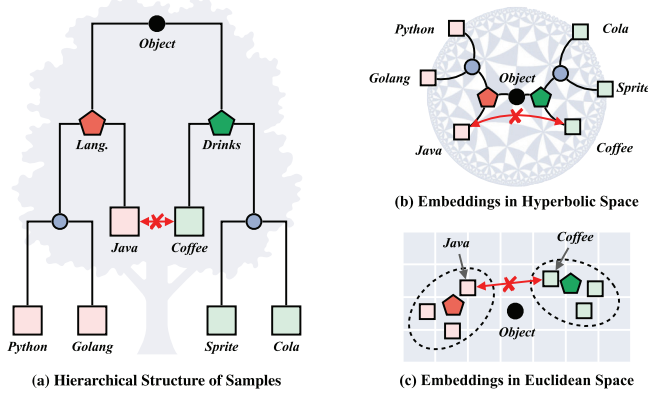 Object
Lang.
Drinks
Java
Coffee
Python
Golang
Sprite
Cola
(a) Hierarchical Structure of Samples
Python
Cola
Golang
Object
Sprite
Java
Coffee
(b) Embeddings in Hyperbolic Space
Java
Coffee
Object
(c) Embeddings in Euclidean Space